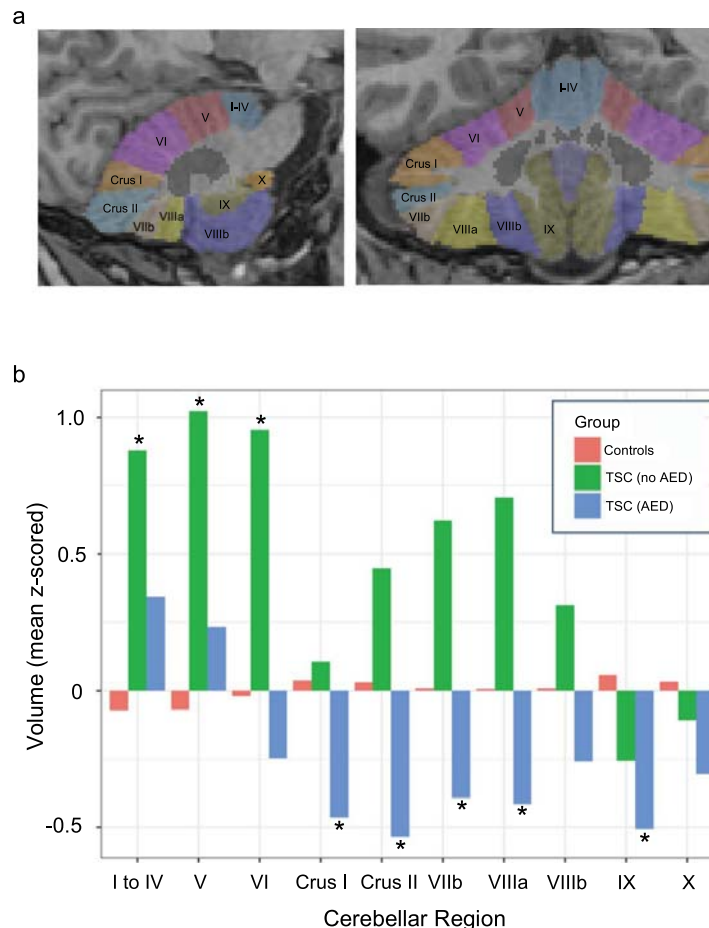 a
I-IV
V
VI
Crus I
Crus II
VIIb
VIIIa
VIIIb
IX
X
I-IV
V
VI
Crus I
Crus II
VIIb
VIIIa
VIIIb
IX
b
Volume (mean z-scored)
1.0
0.5
0
-0.5
* * *
* * * * *
Group
Controls
TSC (no AED)
TSC (AED)
I to IV V VI Crus I Crus II VIIb VIIIa VIIIb IX X
Cerebellar Region